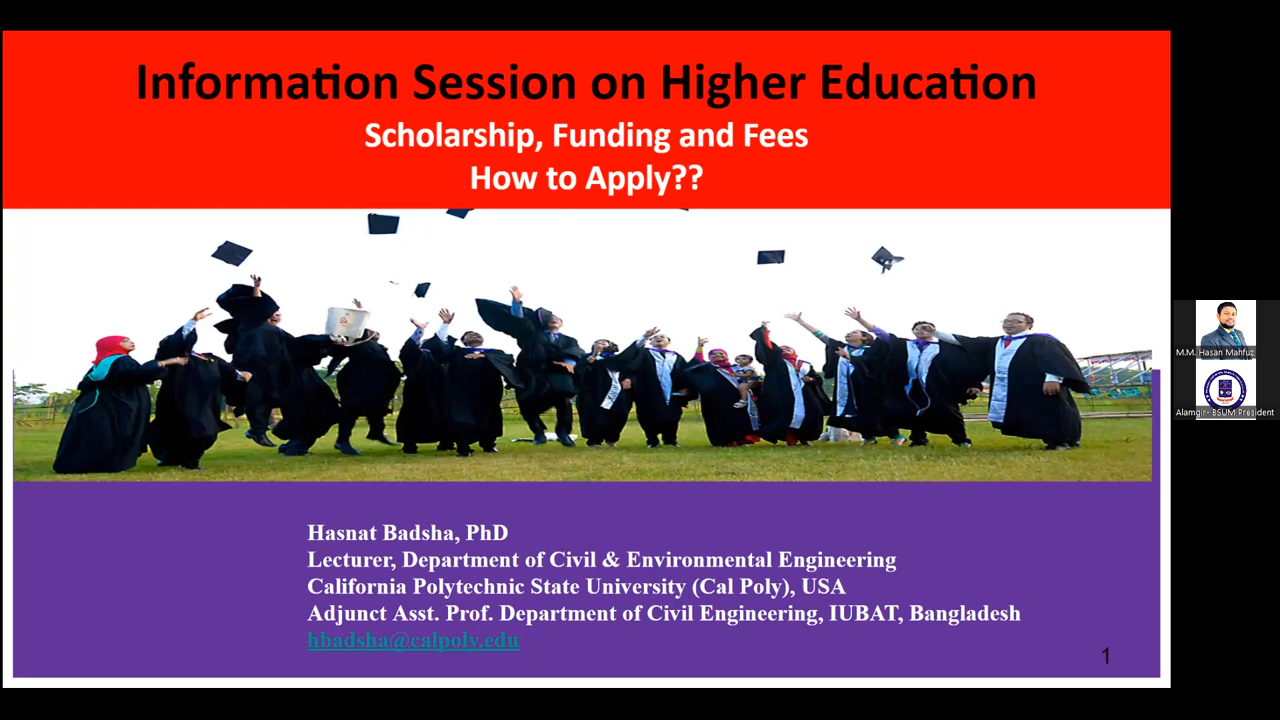 Information Session on Higher Education
Scholarship, Funding and Fees
How to Apply??
Hasnat Badsha, PhD
Lecturer, Department of Civil & Environmental Engineering
California Polytechnic State University (Cal Poly), USA
Adjunct Asst. Prof. Department of Civil Engineering, IUBAT, Bangladesh
hbadsha@calpoly.edu
1
M.M. Hasan Mahfuz
Alamgir- BSUM President